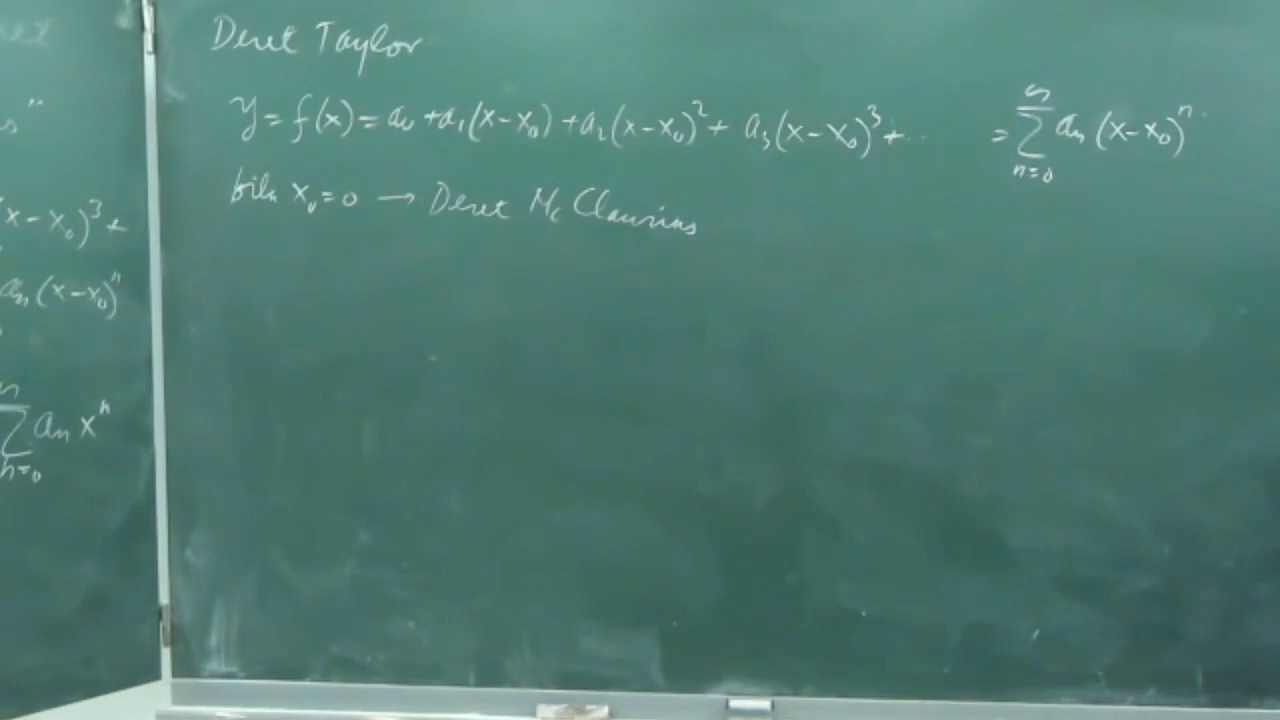 s"
x-x₀)³+
aₙ(x-x₀)ⁿ
∑ aₙ xⁿ
n=0
Deret Taylor
y = f(x) = a₀ + a₁(x-x₀) + a₂(x-x₀)² + a₃(x-x₀)³ + .. = ∑ₙ₌₀ⁿ aₙ (x-x₀)ⁿ
bila x₀ = 0 → Deret Mc Claurins